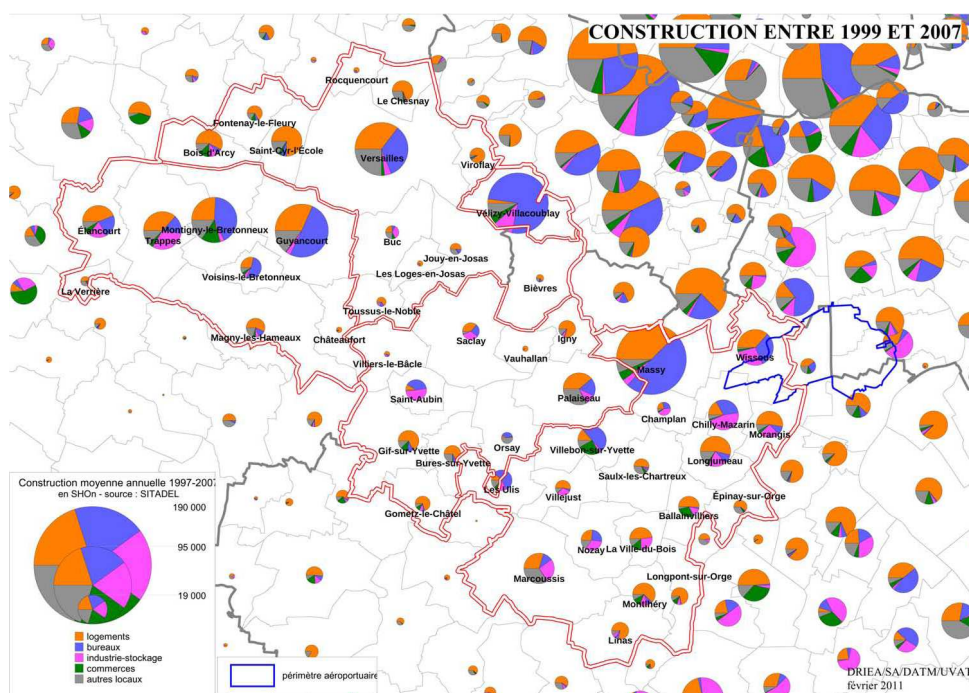 CONSTRUCTION ENTRE 1999 ET 2007
Rocquencourt
Le Chesnay
Fontenay-le-Fleury
Bois-d'Arcy
Saint-Cyr-l'École
Versailles
Viroflay
Vélizy-Villacoublay
Élancourt
Trappes
Montigny-le-Bretonneux
Guyancourt
Buc
Jouy-en-Josas
Les Loges-en-Josas
Voisins-le-Bretonneux
La Verrière
Bièvres
Toussus-le-Noble
Magny-les-Hameaux
Châteaufort
Saclay
Igny
Vauhallan
Villiers-le-Bâcle
Wissous
Massy
Saint-Aubin
Palaiseau
Champlan
Chilly-Mazarin
Morangis
Gif-sur-Yvette
Bures-sur-Yvette
Orsay
Villebon-sur-Yvette
Longjumeau
Saulx-les-Chartreux
Les Ulis
Villejust
Gometz-le-Châtel
Épinay-sur-Orge
Ballainvilliers
Nozay
La Ville-du-Bois
Marcoussis
Longpont-sur-Orge
Montlhéry
Linas
Construction moyenne annuelle 1997-2007
en SHOn - source : SITADEL
190 000
95 000
19 000
logements
bureaux
industrie-stockage
commerces
autres locaux
périmètre aéroportuaire
DRIEA/SA/DATM/UVAT
février 2011